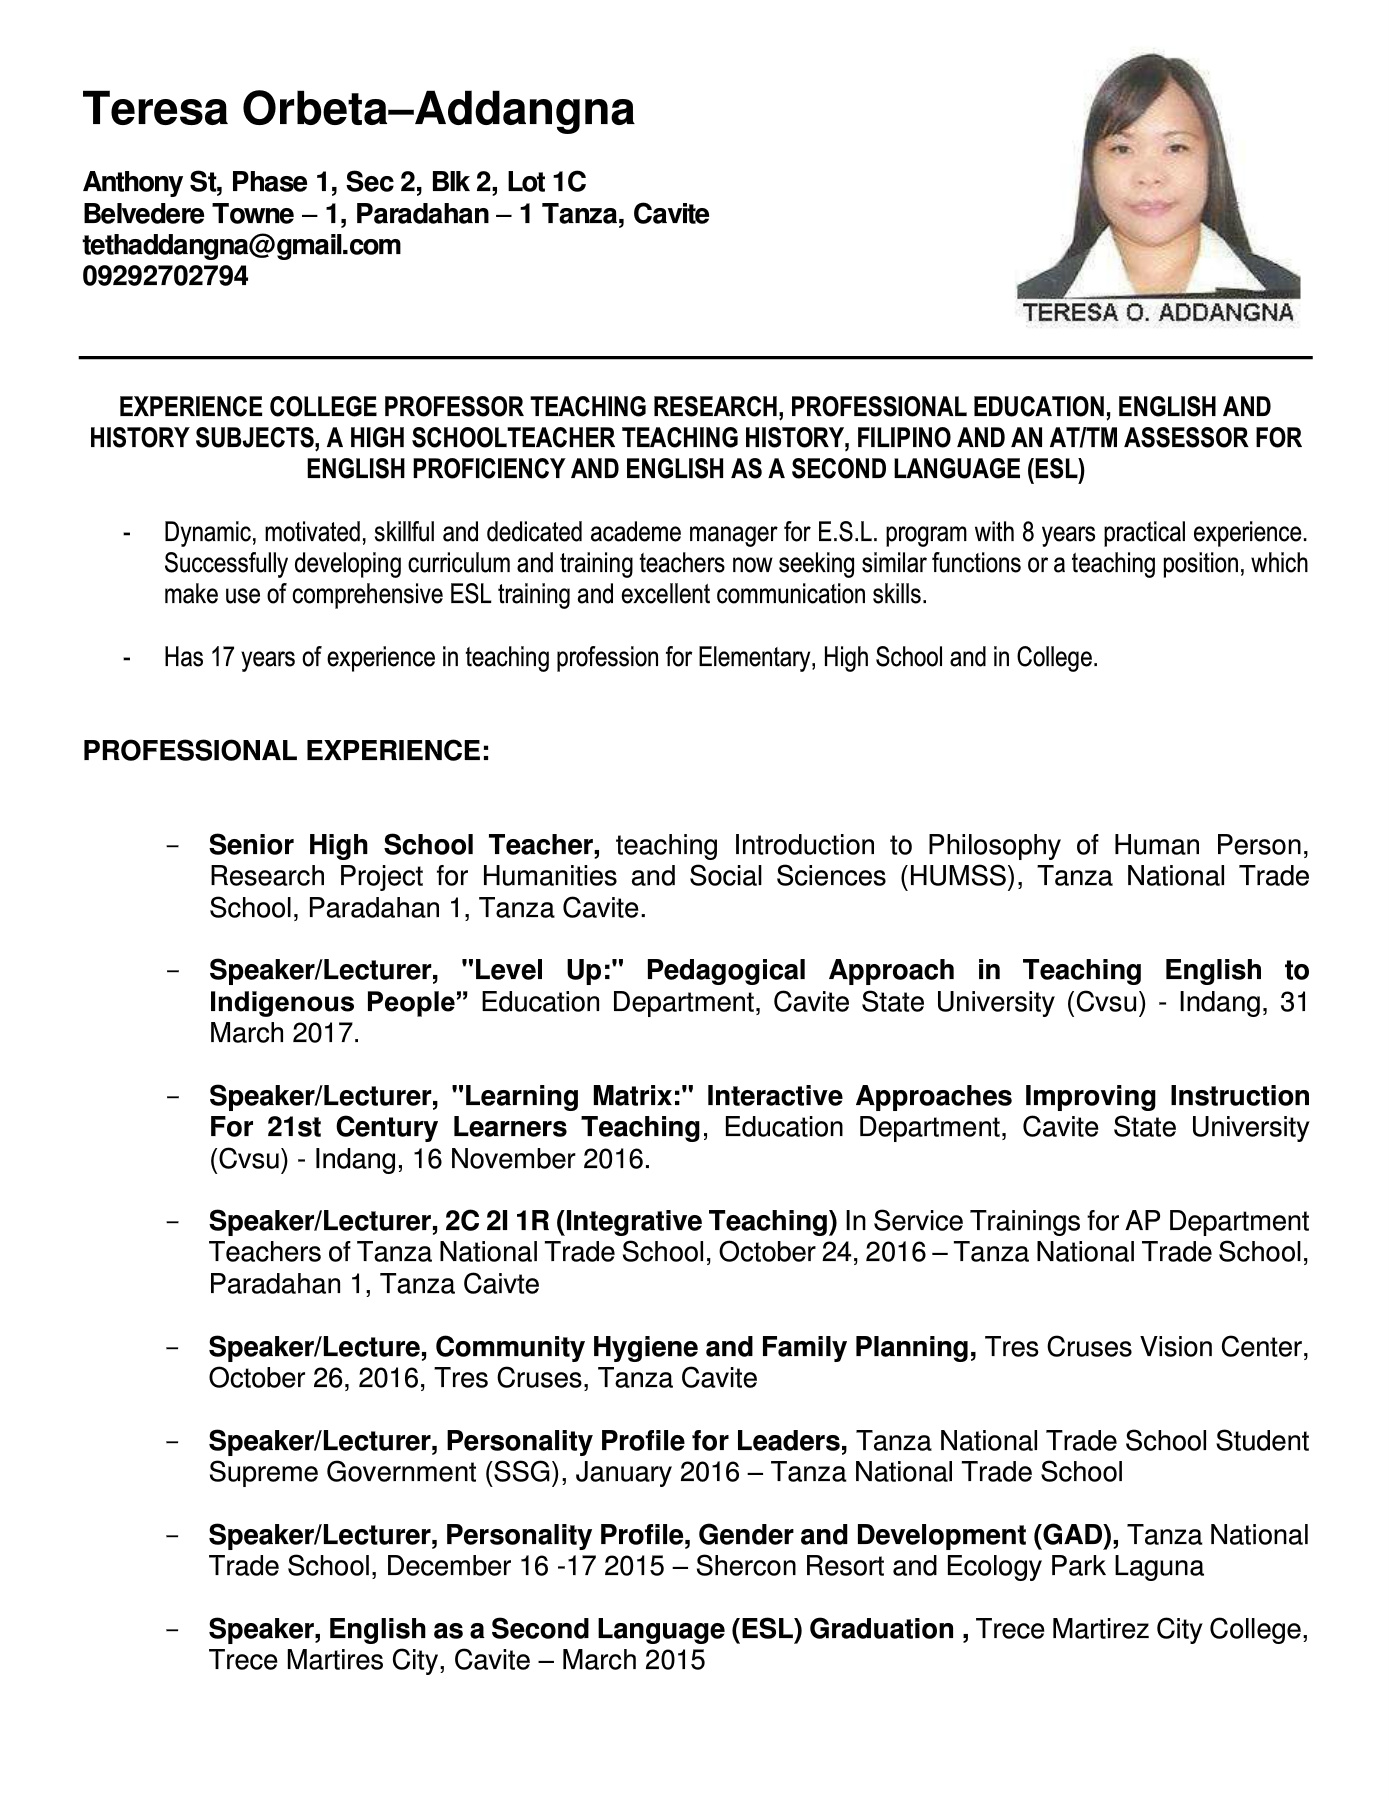 Teresa Orbeta–Addangna
Anthony St, Phase 1, Sec 2, Blk 2, Lot 1C
Belvedere Towne – 1, Paradahan – 1 Tanza, Cavite
tethaddangna@gmail.com
09292702794
TERESA O. ADDANGNA
EXPERIENCE COLLEGE PROFESSOR TEACHING RESEARCH, PROFESSIONAL EDUCATION, ENGLISH AND
HISTORY SUBJECTS, A HIGH SCHOOLTEACHER TEACHING HISTORY, FILIPINO AND AN AT/TM ASSESSOR FOR
ENGLISH PROFICIENCY AND ENGLISH AS A SECOND LANGUAGE (ESL)
- Dynamic, motivated, skillful and dedicated academe manager for E.S.L. program with 8 years practical experience.
Successfully developing curriculum and training teachers now seeking similar functions or a teaching position, which
make use of comprehensive ESL training and excellent communication skills.
- Has 17 years of experience in teaching profession for Elementary, High School and in College.
PROFESSIONAL EXPERIENCE:
- Senior High School Teacher, teaching Introduction to Philosophy of Human Person,
Research Project for Humanities and Social Sciences (HUMSS), Tanza National Trade
School, Paradahan 1, Tanza Cavite.
- Speaker/Lecturer, "Level Up:" Pedagogical Approach in Teaching English to
Indigenous People” Education Department, Cavite State University (Cvsu) - Indang, 31
March 2017.
- Speaker/Lecturer, "Learning Matrix:" Interactive Approaches Improving Instruction
For 21st Century Learners Teaching, Education Department, Cavite State University
(Cvsu) - Indang, 16 November 2016.
- Speaker/Lecturer, 2C 2I 1R (Integrative Teaching) In Service Trainings for AP Department
Teachers of Tanza National Trade School, October 24, 2016 – Tanza National Trade School,
Paradahan 1, Tanza Caivte
- Speaker/Lecture, Community Hygiene and Family Planning, Tres Cruses Vision Center,
October 26, 2016, Tres Cruses, Tanza Cavite
- Speaker/Lecturer, Personality Profile for Leaders, Tanza National Trade School Student
Supreme Government (SSG), January 2016 – Tanza National Trade School
- Speaker/Lecturer, Personality Profile, Gender and Development (GAD), Tanza National
Trade School, December 16 -17 2015 – Shercon Resort and Ecology Park Laguna
- Speaker, English as a Second Language (ESL) Graduation , Trece Martirez City College,
Trece Martires City, Cavite – March 2015